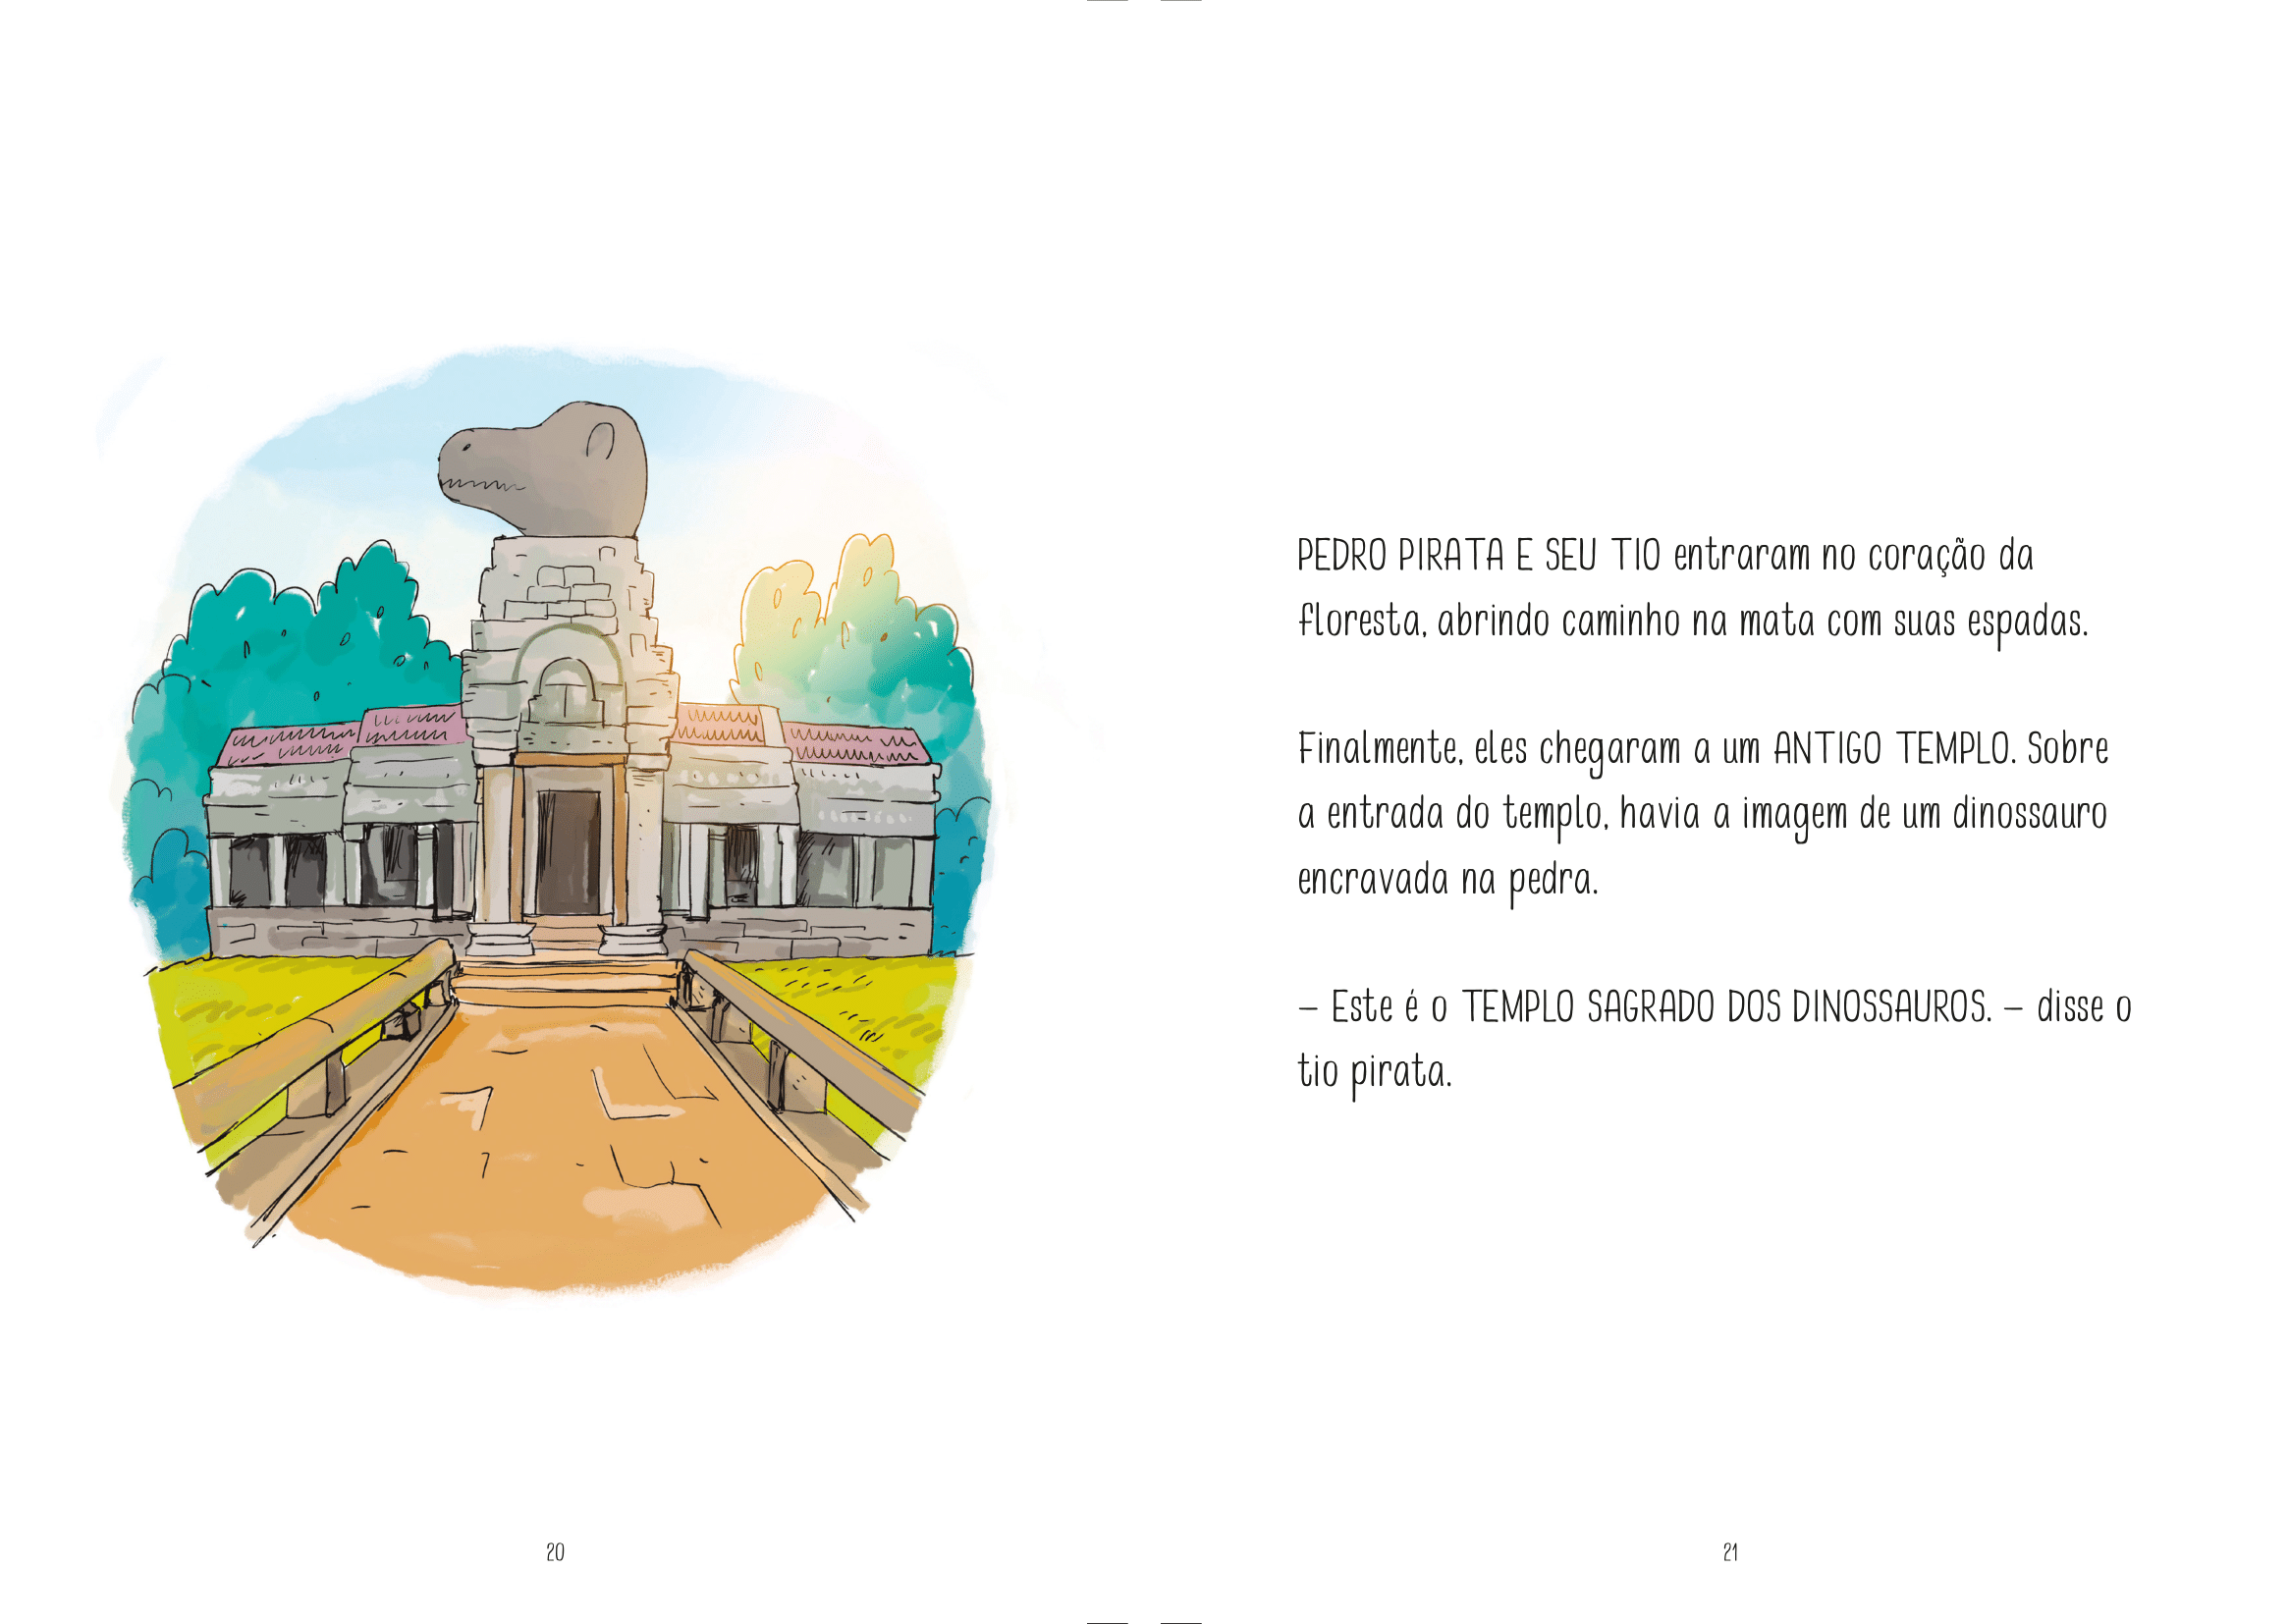 PEDRO PIRATA E SEU TIO entraram no coração da
floresta, abrindo caminho na mata com suas espadas.
Finalmente, eles chegaram a um ANTIGO TEMPLO. Sobre
a entrada do templo, havia a imagem de um dinossauro
encravada na pedra.
– Este é o TEMPLO SAGRADO DOS DINOSSAUROS. – disse o
tio pirata.
20
21